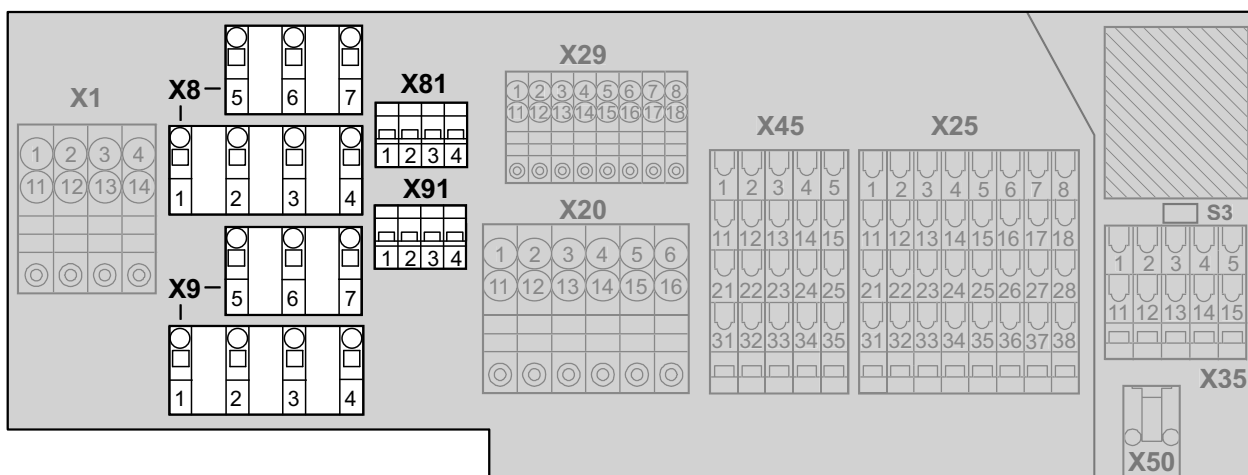 X1
1 2 3 4
11 12 13 14
X8
5 6 7
1 2 3 4
X9
5 6 7
1 2 3 4
X81
1 2 3 4
X91
1 2 3 4
X29
1 2 3 4 5 6 7 8
11 12 13 14 15 16 17 18
X20
1 2 3 4 5 6
11 12 13 14 15 16
X45
1 2 3 4 5
11 12 13 14 15
21 22 23 24 25
31 32 33 34 35
X25
1 2 3 4 5 6 7 8
11 12 13 14 15 16 17 18
21 22 23 24 25 26 27 28
31 32 33 34 35 36 37 38
S3
1 2 3 4 5
11 12 13 14 15
X35
X50